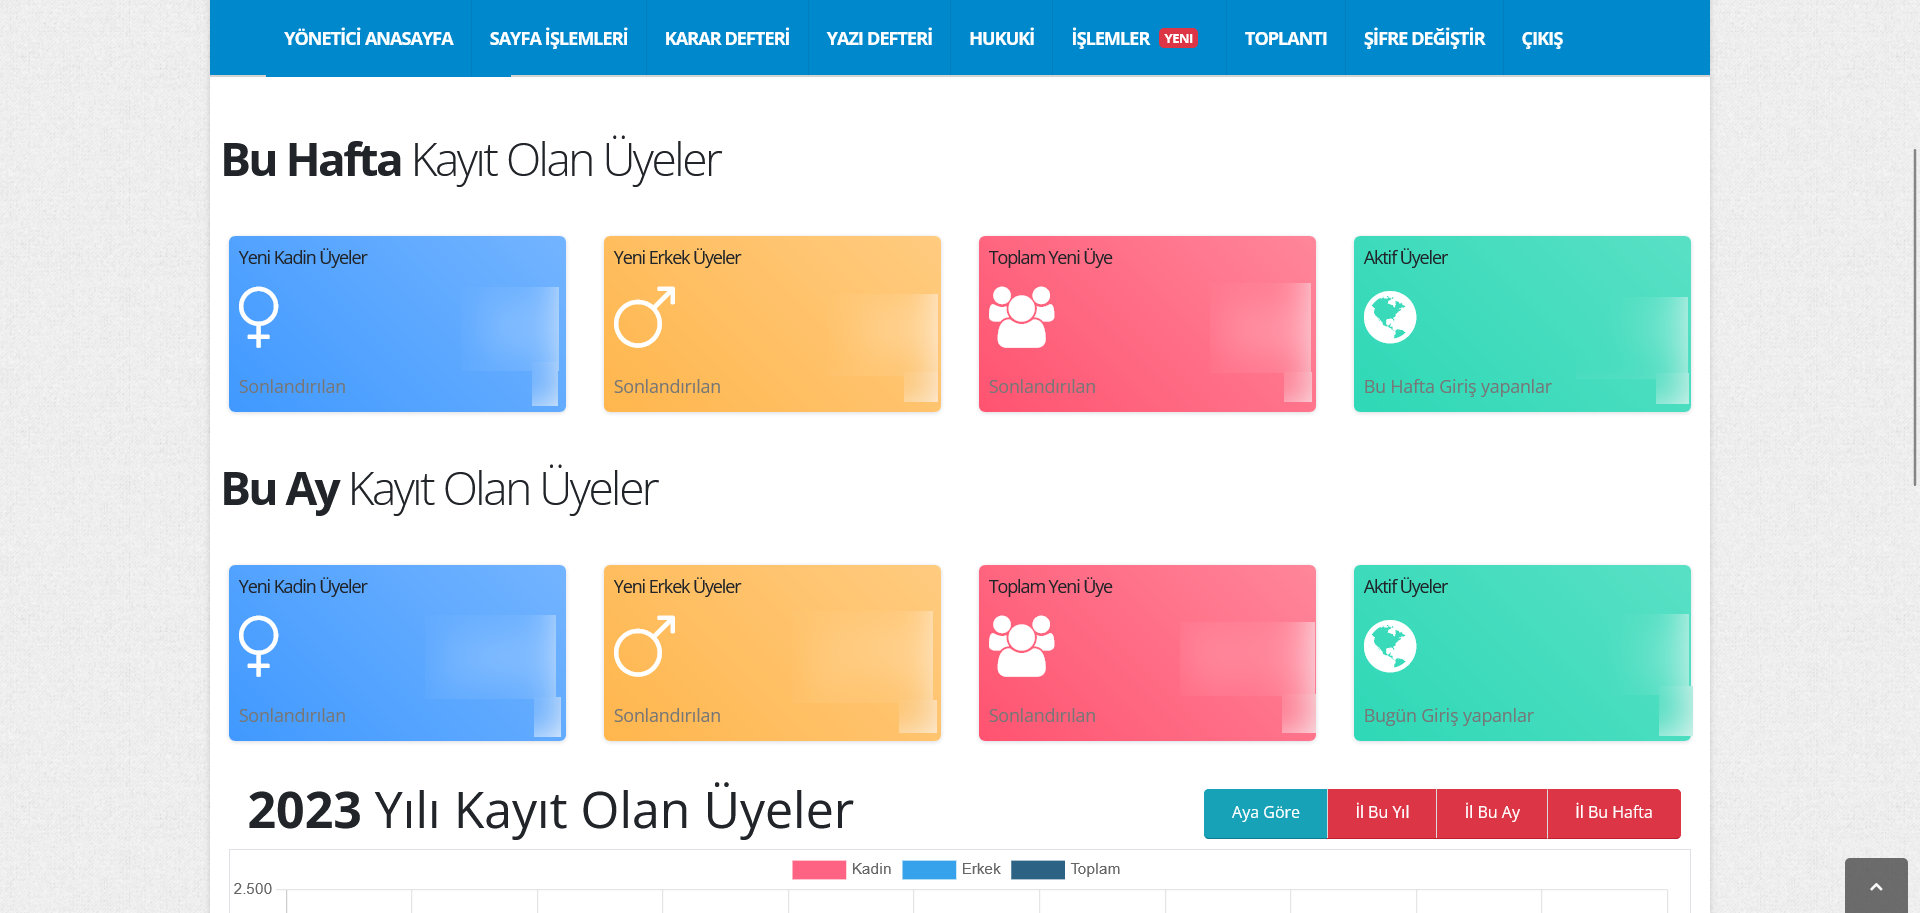 YÖNETİCİ ANASAYFA SAYFA İŞLEMLERİ KARAR DEFTERİ YAZI DEFTERİ HUKUKİ İŞLEMLER YENI TOPLANTI ŞİFRE DEĞİŞTİR ÇIKIŞ
Bu Hafta Kayıt Olan Üyeler
Yeni Kadin Üyeler
Sonlandırılan
Yeni Erkek Üyeler
Sonlandırılan
Toplam Yeni Üye
Sonlandırılan
Aktif Üyeler
Bu Hafta Giriş yapanlar
Bu Ay Kayıt Olan Üyeler
Yeni Kadin Üyeler
Sonlandırılan
Yeni Erkek Üyeler
Sonlandırılan
Toplam Yeni Üye
Sonlandırılan
Aktif Üyeler
Bugün Giriş yapanlar
2023 Yılı Kayıt Olan Üyeler
Aya Göre İl Bu Yıl İl Bu Ay İl Bu Hafta
Kadin Erkek Toplam
2.500